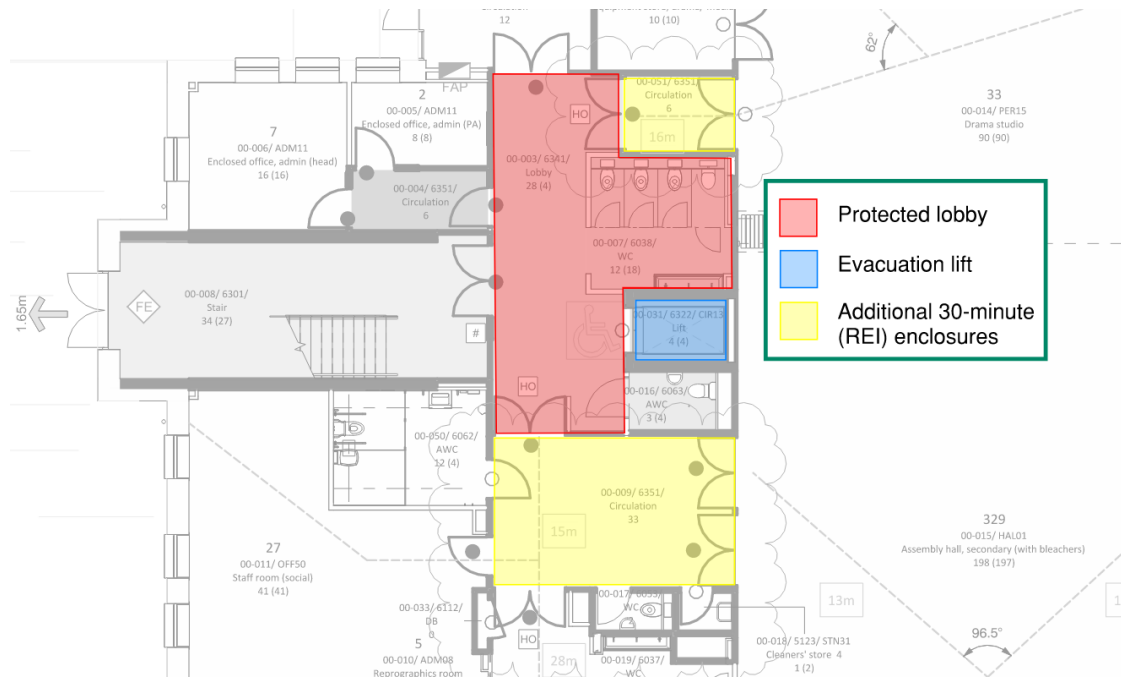 Circulation
12
10 (10)
62°
FAP
2
00-005/ ADM11
Enclosed office, admin (PA)
8 (8)
7
00-006/ ADM11
Enclosed office, admin (head)
16 (16)
00-004/ 6351/
Circulation
6
HO
00-003/ 6341/
Lobby
28 (4)
00-051/ 6351/
Circulation
6
16m
33
00-014/ PER15
Drama studio
90 (90)
Protected lobby
Evacuation lift
Additional 30-minute
(REI) enclosures
00-007/ 6038/
WC
12 (18)
1.65m
FE
00-008/ 6301/
Stair
34 (27)
#
00-031/ 6322/ CIR13
Lift
4 (4)
HO
00-016/ 6063/
AWC
3 (4)
00-050/ 6062/
AWC
12 (4)
00-009/ 6351/
Circulation
33
15m
27
00-011/ OFF50
Staff room (social)
41 (41)
329
00-015/ HAL01
Assembly hall, secondary (with bleachers)
198 (197)
13m
96.5°
00-033/ 6112/
DB
5
00-010/ ADM08
Reprographics room
HO
28m
WC
2
00-019/ 6037/
WC
00-018/ 5123/ STN31
Cleaners' store 4
1 (2)